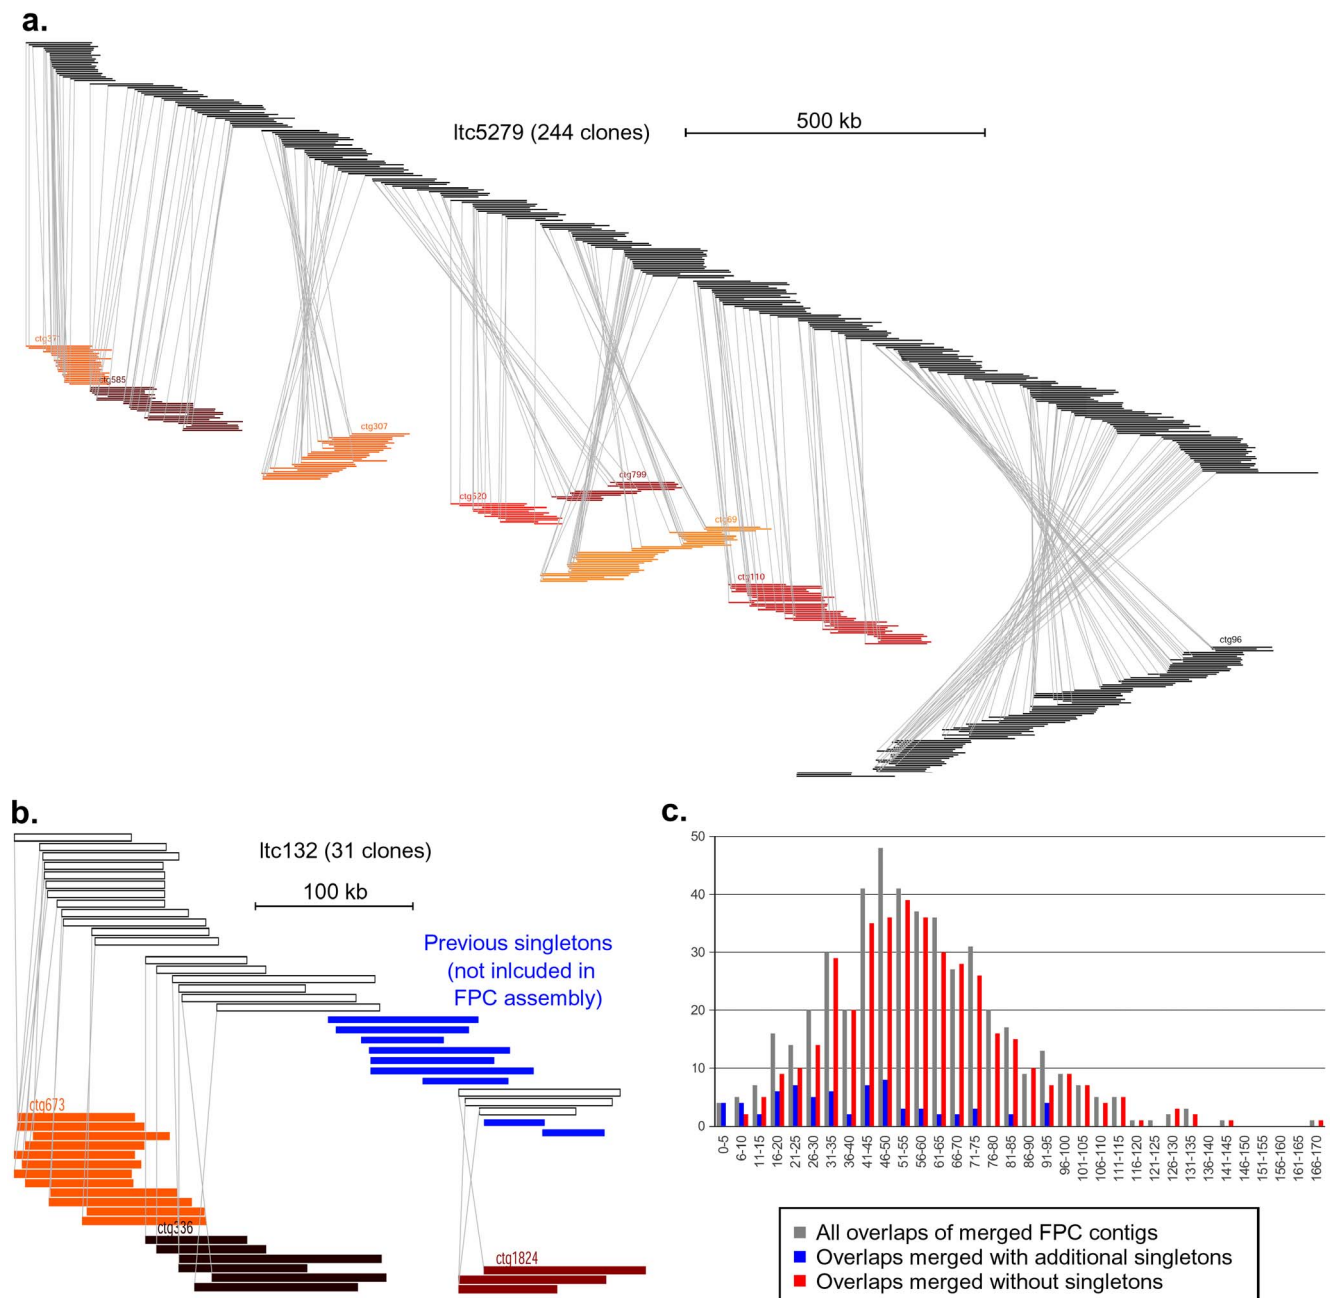 a.
ltc5279 (244 clones)
500 kb
ctg37
ctg585
ctg307
ctg799
ctg520
ctg69
ctg110
ctg96
b.
ltc132 (31 clones)
100 kb
Previous singletons
(not inlcuded in
FPC assembly)
ctg673
ctg336
ctg1824
c.
50
40
30
20
10
0
0-5
6-10
11-15
16-20
21-25
26-30
31-35
36-40
41-45
46-50
51-55
56-60
61-65
66-70
71-75
76-80
81-85
86-90
91-95
96-100
101-105
106-110
111-115
116-120
121-125
126-130
131-135
136-140
141-145
146-150
151-155
156-160
161-165
166-170
All overlaps of merged FPC contigs
Overlaps merged with additional singletons
Overlaps merged without singletons